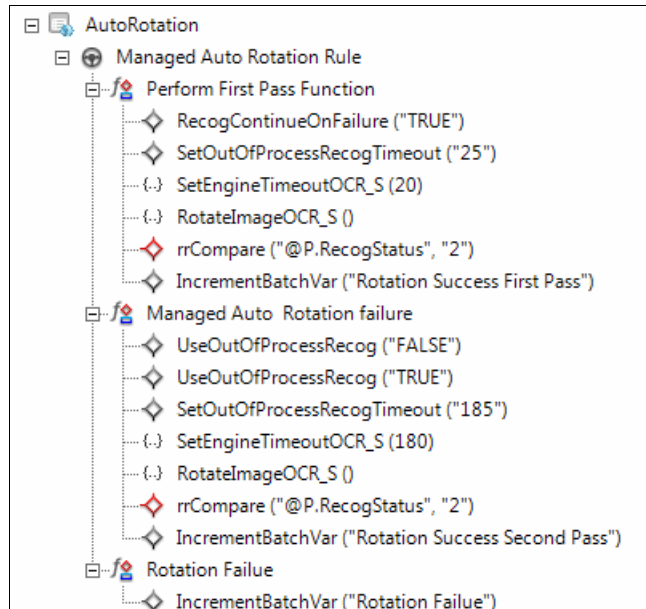 AutoRotation
Managed Auto Rotation Rule
Perform First Pass Function
RecogContinueOnFailure ("TRUE")
SetOutOfProcessRecogTimeout ("25")
SetEngineTimeoutOCR_S (20)
RotateImageOCR_S ()
rrCompare ("@P.RecogStatus", "2")
IncrementBatchVar ("Rotation Success First Pass")
Managed Auto  Rotation failure
UseOutOfProcessRecog ("FALSE")
UseOutOfProcessRecog ("TRUE")
SetOutOfProcessRecogTimeout ("185")
SetEngineTimeoutOCR_S (180)
RotateImageOCR_S ()
rrCompare ("@P.RecogStatus", "2")
IncrementBatchVar ("Rotation Success Second Pass")
Rotation Failue
IncrementBatchVar ("Rotation Failue")